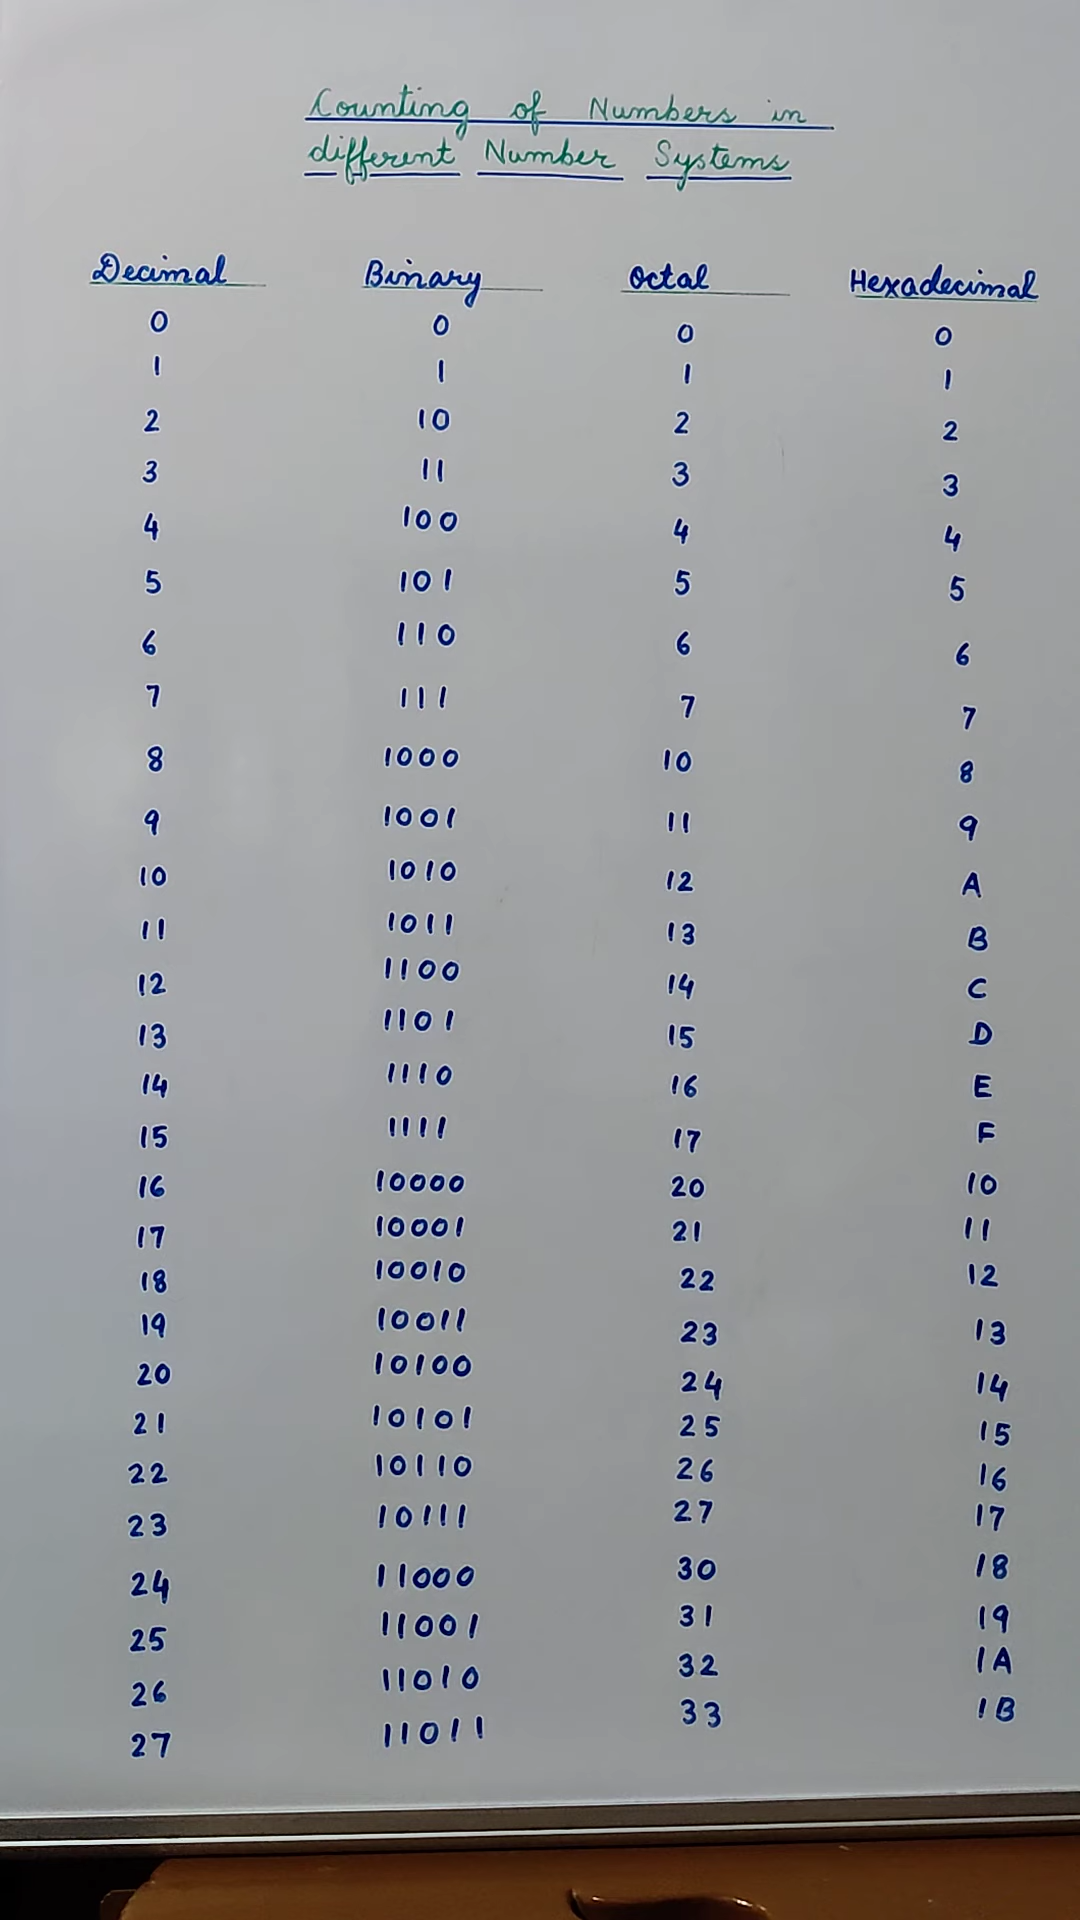 Counting of Numbers in
different Number Systems
Decimal Binary Octal Hexadecimal
0 0 0 0
1 1 1 1
2 10 2 2
3 11 3 3
4 100 4 4
5 101 5 5
6 110 6 6
7 111 7 7
8 1000 10 8
9 1001 11 9
10 1010 12 A
11 1011 13 B
12 1100 14 C
13 1101 15 D
14 1110 16 E
15 1111 17 F
16 10000 20 10
17 10001 21 11
18 10010 22 12
19 10011 23 13
20 10100 24 14
21 10101 25 15
22 10110 26 16
23 10111 27 17
24 11000 30 18
25 11001 31 19
26 11010 32 1A
27 11011 33 1B